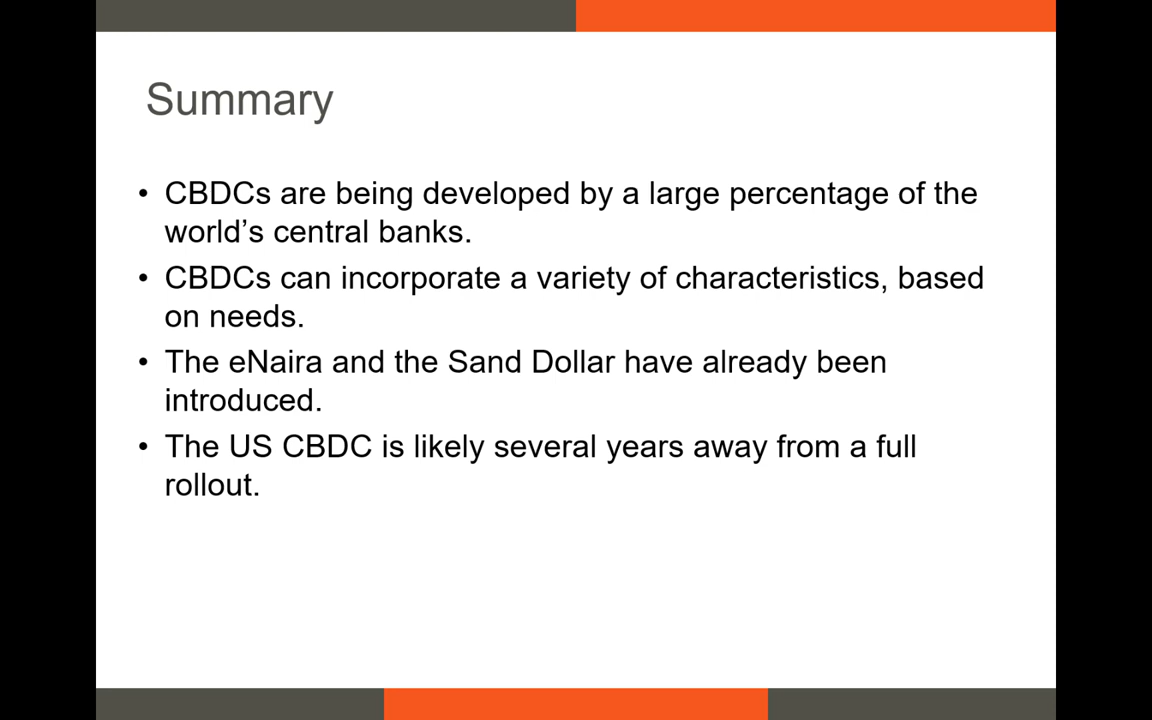 Summary
• CBDCs are being developed by a large percentage of the
world’s central banks.
• CBDCs can incorporate a variety of characteristics, based
on needs.
• The eNaira and the Sand Dollar have already been
introduced.
• The US CBDC is likely several years away from a full
rollout.